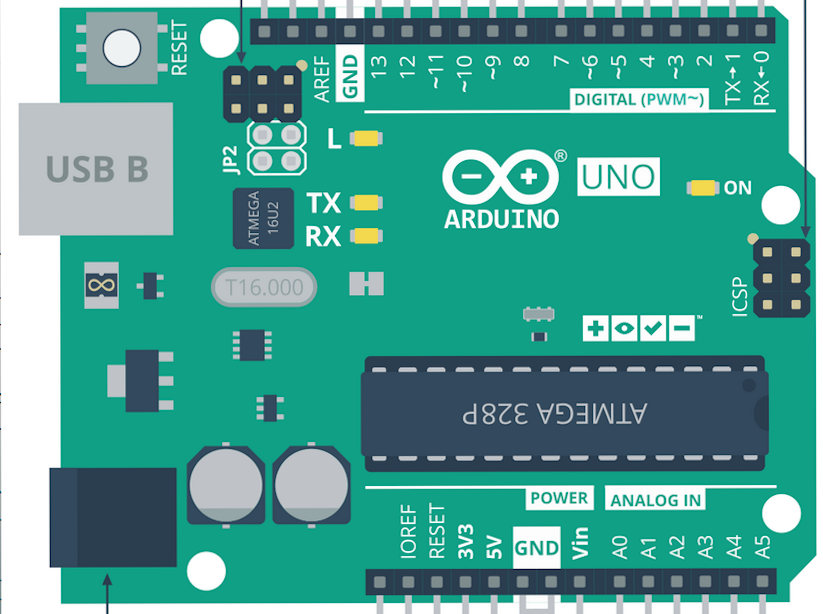 RESET
AREF
GND
13
12
~11
~10
~9
8
7
~6
~5
4
~3
2
TX→1
RX←0
DIGITAL (PWM~)
USB B
JP2
L
TX
RX
ATMEGA
16U2
ARDUINO
®
UNO
ON
T16.000
ICSP
™
ATMEGA 328P
POWER
ANALOG IN
IOREF
RESET
3V3
5V
GND
Vin
A0
A1
A2
A3
A4
A5